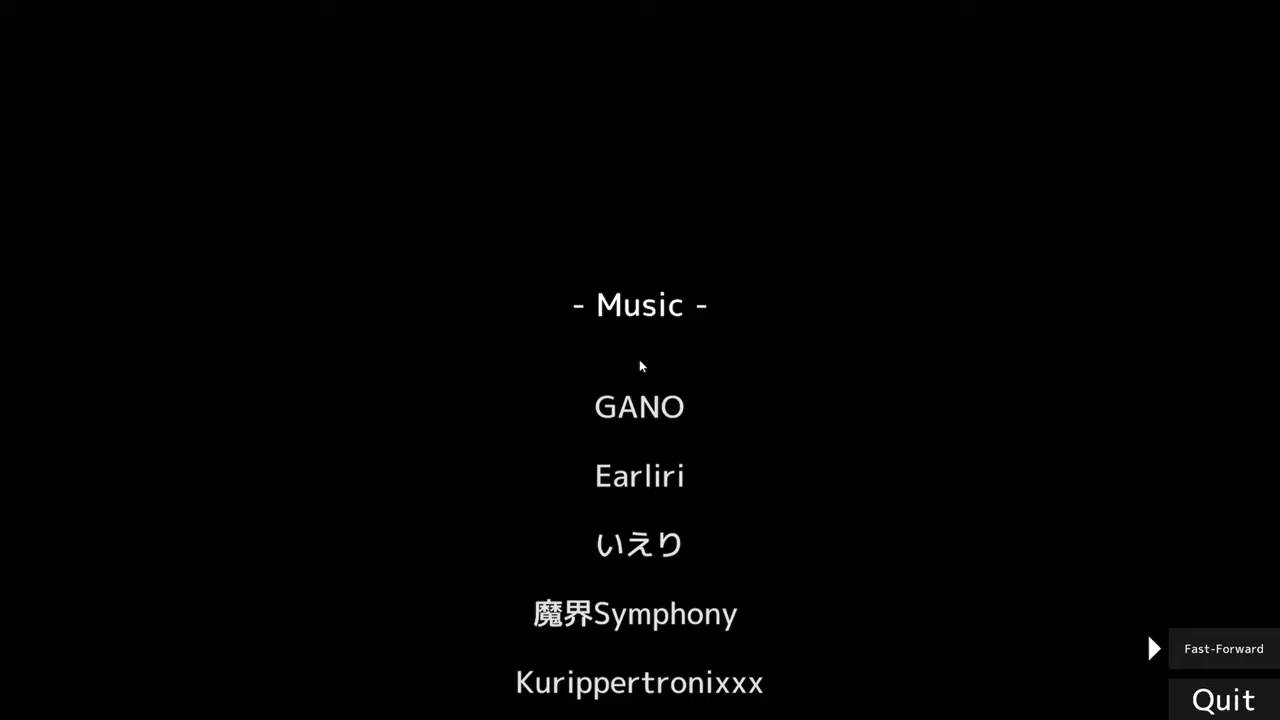 - Music -
GANO
Earliri
いえり
魔界Symphony
Kurippertronixxx
Fast-Forward
Quit